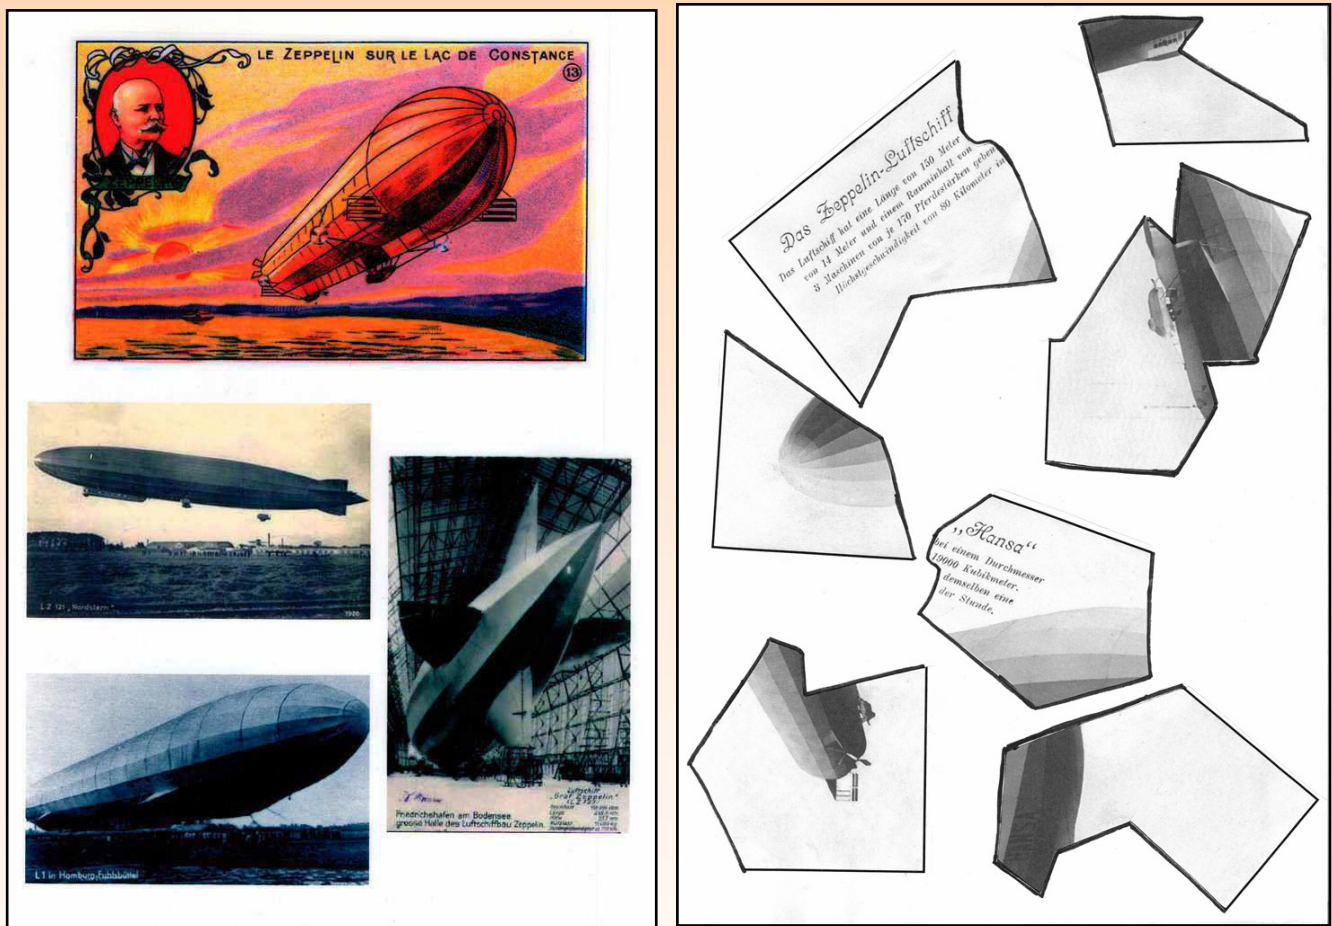 LE ZEPPELIN SUR LE LAC DE CONSTANCE
13
ZEPPELIN
L Z 121 „Nordstern“
1920
L 1 in Hamburg-Fuhlsbüttel
Friedrichshafen am Bodensee
grosse Halle des Luftschiffbau Zeppelin.
Luftschiff
„Graf Zeppelin“
(L Z 127)
Das Zeppelin-Luftschiff
Das Luftschiff hat eine Länge von 150 Meter
von 14 Meter und einem Rauminhalt von
3 Maschinen von je 170 Pferdestärken geben
Höchstgeschwindigkeit von 80 Kilometer in
„Hansa“
bei einem Durchmesser
19000 Kubikmeter.
demselben eine
der Stunde.